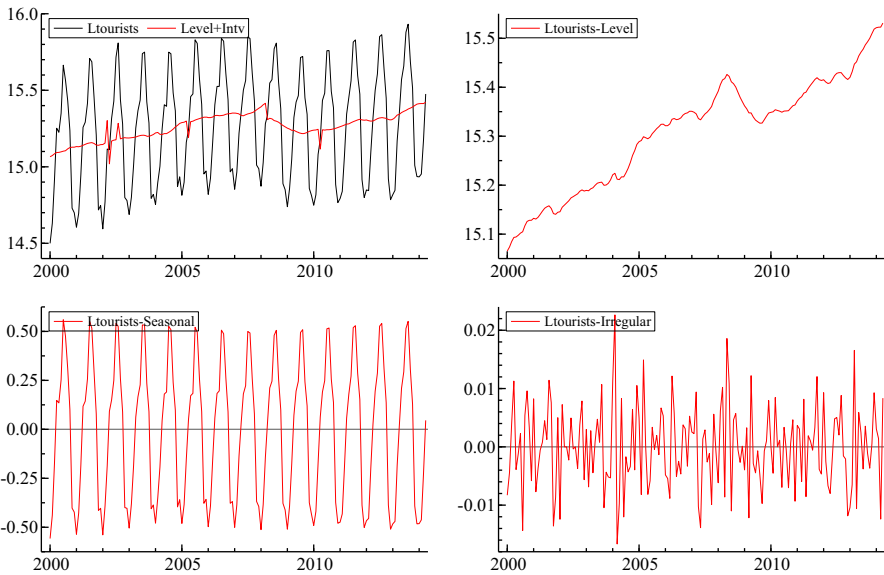 16.0
Ltourists Level+Intv
15.5
15.0
14.5
2000 2005 2010
Ltourists-Level
15.5
15.4
15.3
15.2
15.1
2000 2005 2010
Ltourists-Seasonal
0.50
0.25
0.00
-0.25
-0.50
2000 2005 2010
Ltourists-Irregular
0.02
0.01
0.00
-0.01
2000 2005 2010